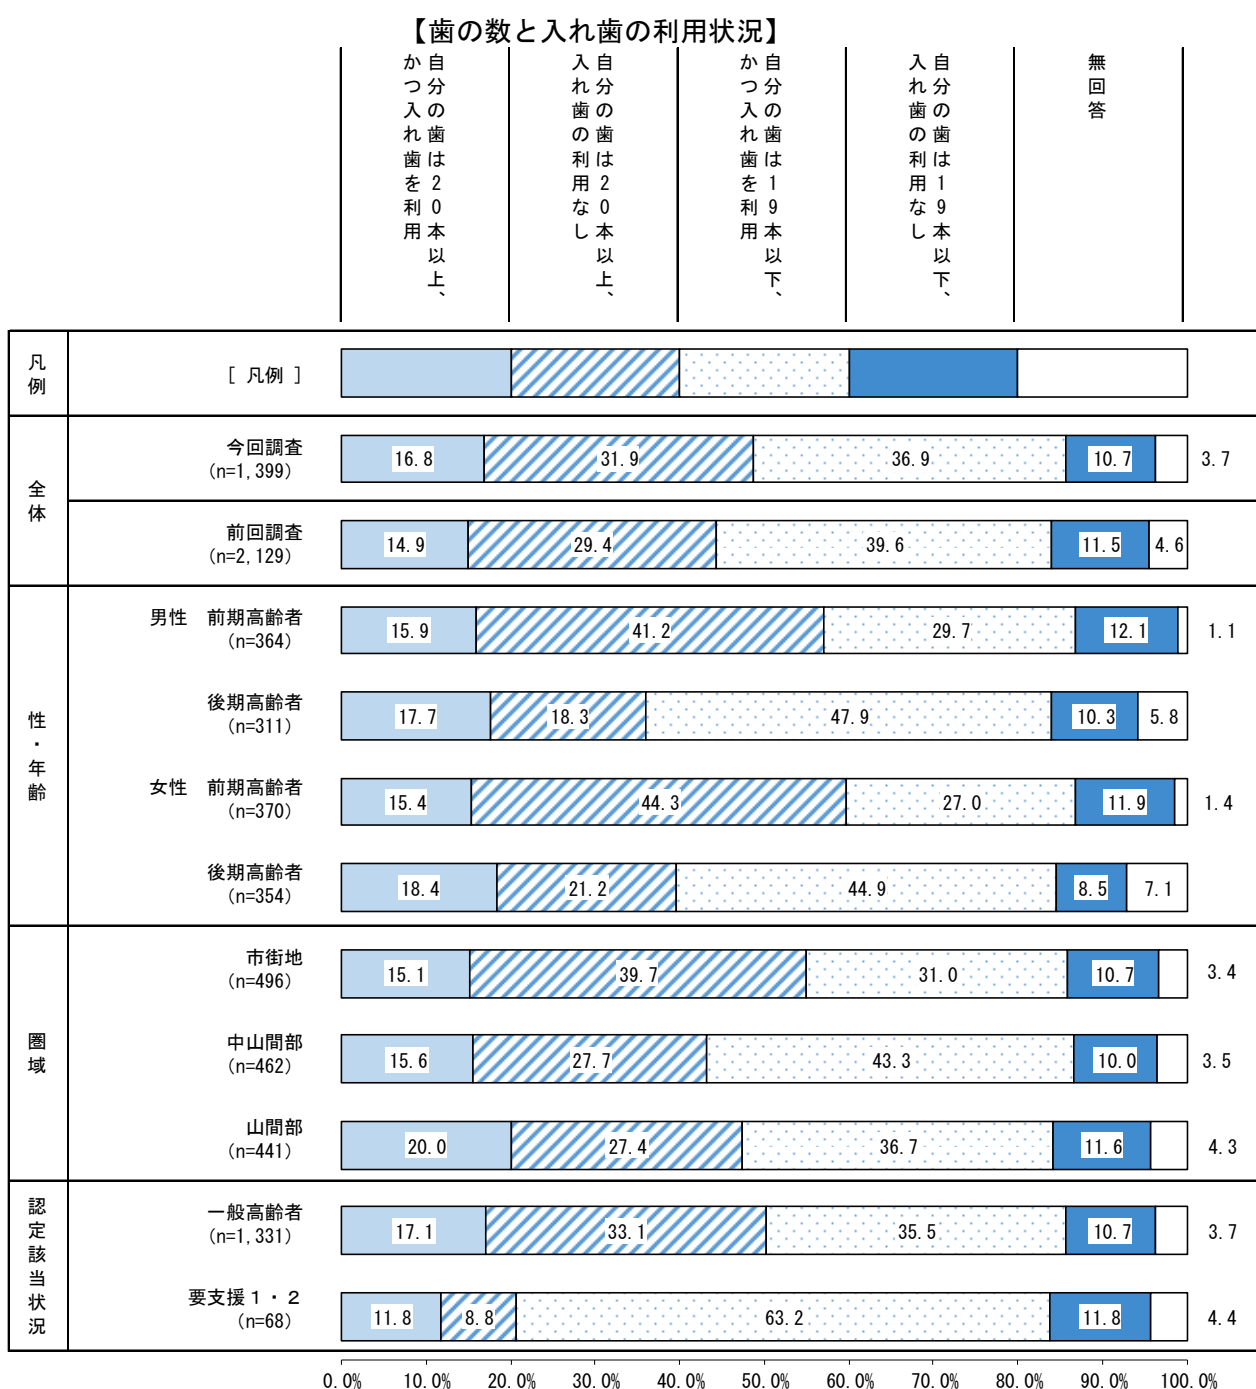 【歯の数と入れ歯の利用状況】
自分の歯は２０本以上、
かつ入れ歯を利用
自分の歯は２０本以上、
入れ歯の利用なし
自分の歯は１９本以下、
かつ入れ歯を利用
自分の歯は１９本以下、
入れ歯の利用なし
無回答
凡例
［ 凡例 ］
全体
今回調査
(n=1,399)
16.8 31.9 36.9 10.7 3.7
前回調査
(n=2,129)
14.9 29.4 39.6 11.5 4.6
性・年齢
男性　前期高齢者
(n=364)
15.9 41.2 29.7 12.1 1.1
後期高齢者
(n=311)
17.7 18.3 47.9 10.3 5.8
女性　前期高齢者
(n=370)
15.4 44.3 27.0 11.9 1.4
後期高齢者
(n=354)
18.4 21.2 44.9 8.5 7.1
圏域
市街地
(n=496)
15.1 39.7 31.0 10.7 3.4
中山間部
(n=462)
15.6 27.7 43.3 10.0 3.5
山間部
(n=441)
20.0 27.4 36.7 11.6 4.3
認定該当状況
一般高齢者
(n=1,331)
17.1 33.1 35.5 10.7 3.7
要支援１・２
(n=68)
11.8 8.8 63.2 11.8 4.4
0.0% 10.0% 20.0% 30.0% 40.0% 50.0% 60.0% 70.0% 80.0% 90.0% 100.0%